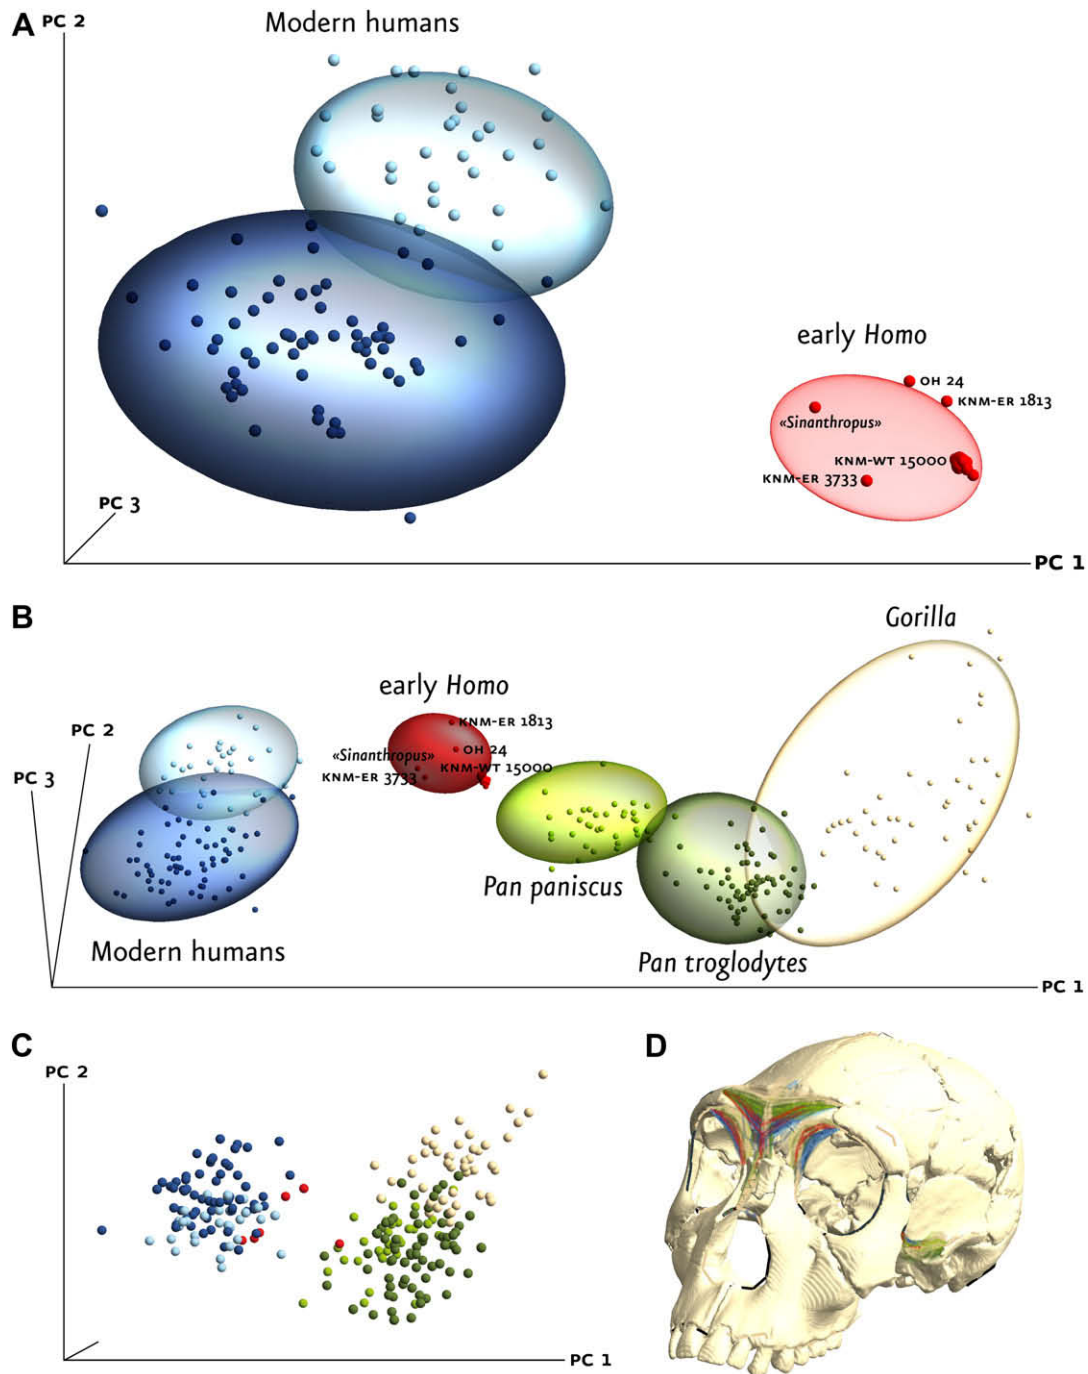 A
PC 2
Modern humans
early Homo
OH 24
KNM-ER 1813
«Sinanthropus»
KNM-WT 15000
KNM-ER 3733
PC 3
PC 1
B
Gorilla
early Homo
KNM-ER 1813
PC 2
«Sinanthropus»
OH 24
PC 3
KNM-ER 3733
KNM-WT 15000
Pan paniscus
Modern humans
Pan troglodytes
PC 1
C
D
PC 2
PC 1